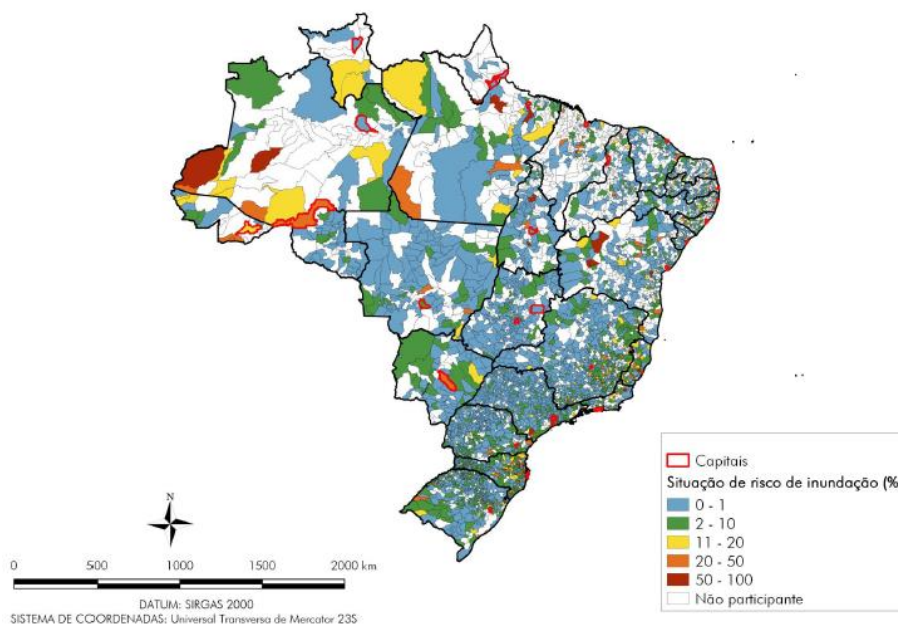 Capitais
Situação de risco de inundação (%
0 - 1
2 - 10
11 - 20
20 - 50
50 - 100
Não participante
N
0 500 1000 1500 2000 km
DATUM: SIRGAS 2000
SISTEMA DE COORDENADAS: Universal Transversa de Mercator 23S